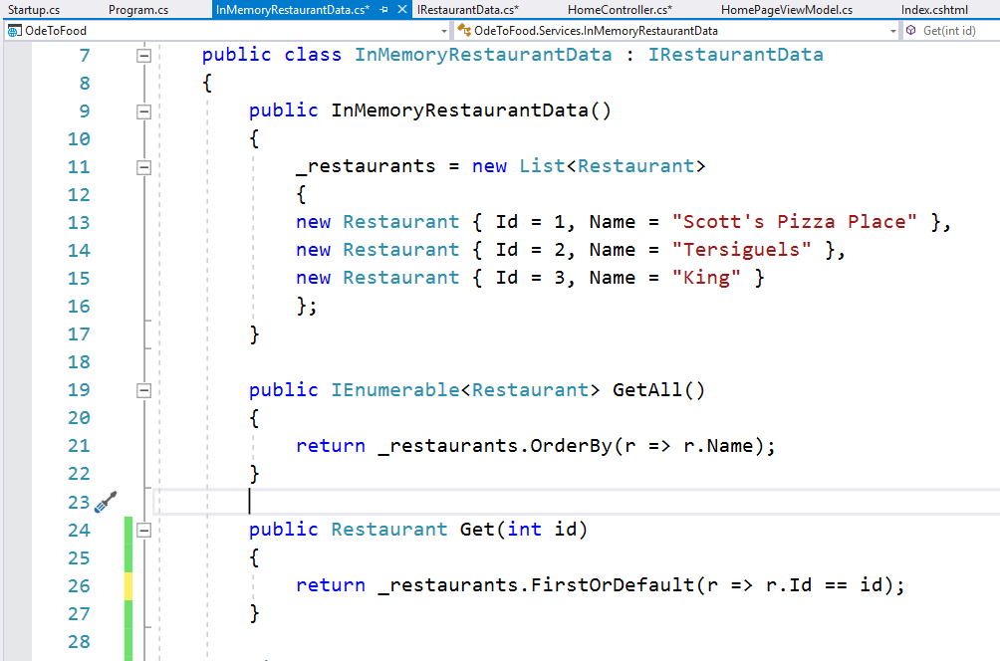 Startup.cs Program.cs InMemoryRestaurantData.cs* IRestaurantData.cs* HomeController.cs* HomePageViewModel.cs Index.cshtml
OdeToFood OdeToFood.Services.InMemoryRestaurantData Get(int id)
7 public class InMemoryRestaurantData : IRestaurantData
8 {
9 public InMemoryRestaurantData()
10 {
11 _restaurants = new List<Restaurant>
12 {
13 new Restaurant { Id = 1, Name = "Scott's Pizza Place" },
14 new Restaurant { Id = 2, Name = "Tersiguels" },
15 new Restaurant { Id = 3, Name = "King" }
16 };
17 }
18
19 public IEnumerable<Restaurant> GetAll()
20 {
21 return _restaurants.OrderBy(r => r.Name);
22 }
23
24 public Restaurant Get(int id)
25 {
26 return _restaurants.FirstOrDefault(r => r.Id == id);
27 }
28